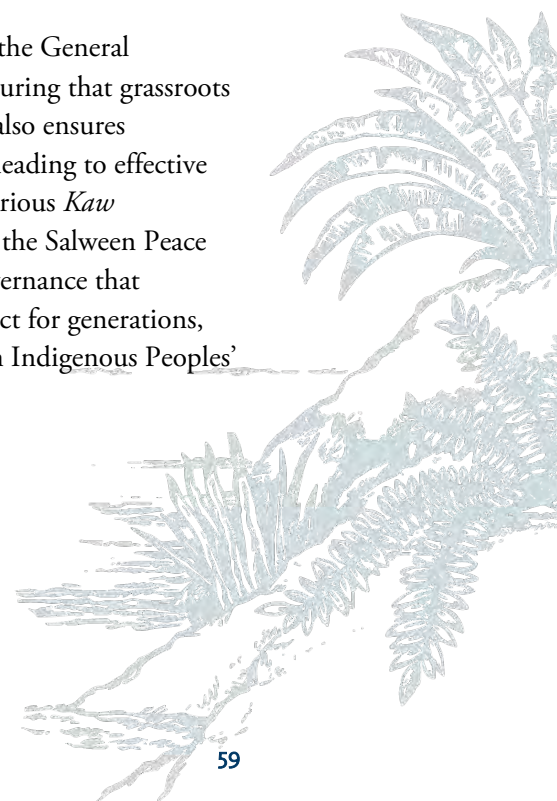 the General
uring that grassroots
also ensures
leading to effective
rious Kaw
the Salween Peace
vernance that
ct for generations,
n Indigenous Peoples’
59